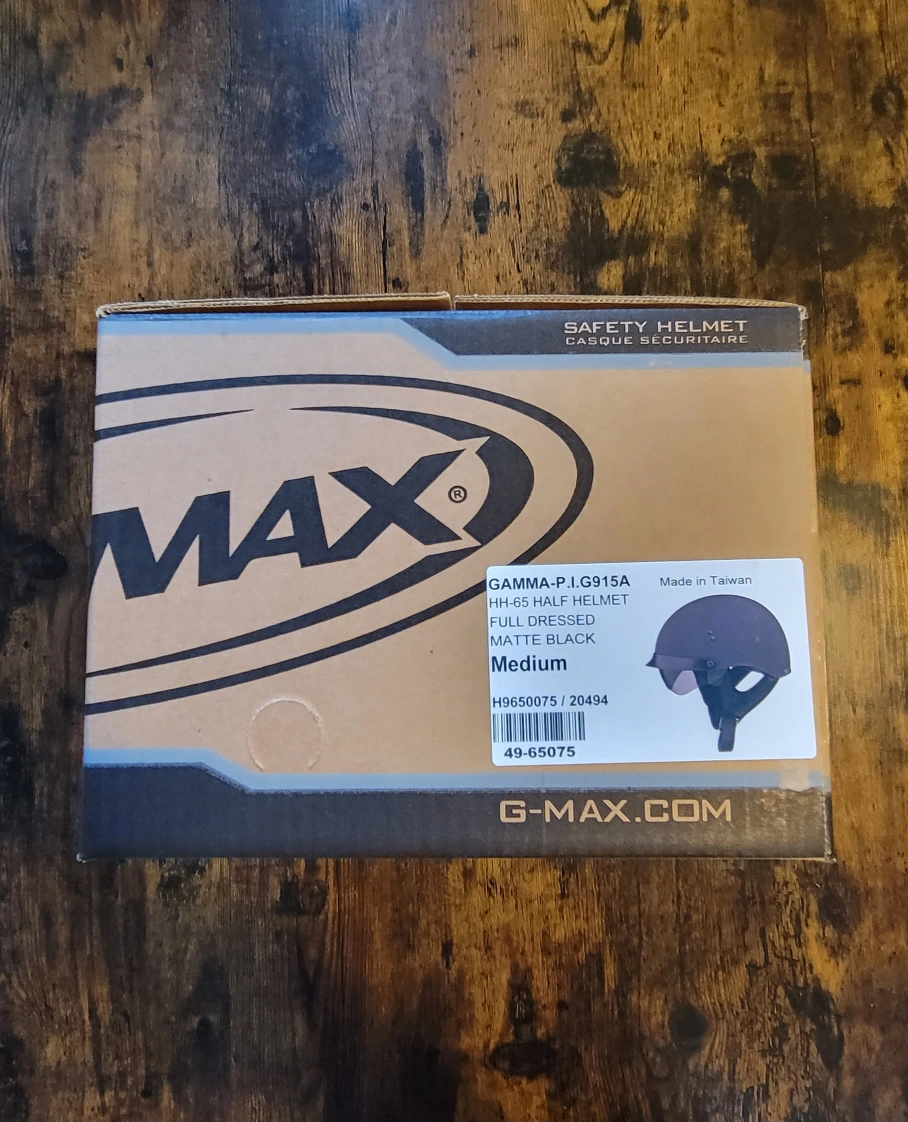 SAFETY HELMET
CASQUE SÉCURITAIRE
MAX®
GAMMA-P.I.G915A Made in Taiwan
HH-65 HALF HELMET
FULL DRESSED
MATTE BLACK
Medium
H9650075 / 20494
49-65075
G-MAX.COM